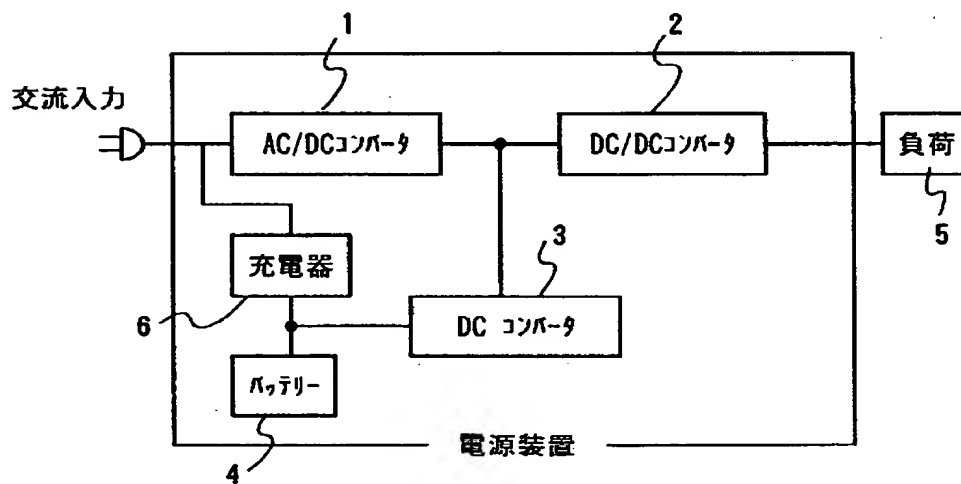 1
2
交流入力
AC/DCコンバータ
DC/DCコンバータ
負荷
5
充電器
6
3
DC コンバータ
バッテリー
4
電源装置